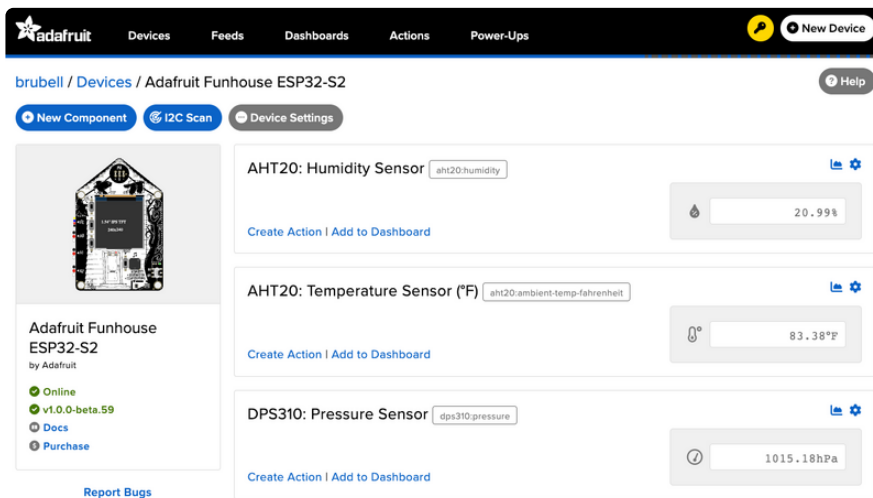 adafruit Devices Feeds Dashboards Actions Power-Ups New Device
brubell / Devices / Adafruit Funhouse ESP32-S2 Help
New Component I2C Scan Device Settings
AHT20: Humidity Sensor aht20:humidity
20.99%
Create Action | Add to Dashboard
AHT20: Temperature Sensor (°F) aht20:ambient-temp-fahrenheit
83.38°F
Create Action | Add to Dashboard
DPS310: Pressure Sensor dps310:pressure
1015.18hPa
Create Action | Add to Dashboard
Adafruit Funhouse
ESP32-S2
by Adafruit
Online
v1.0.0-beta.59
Docs
Purchase
Report Bugs